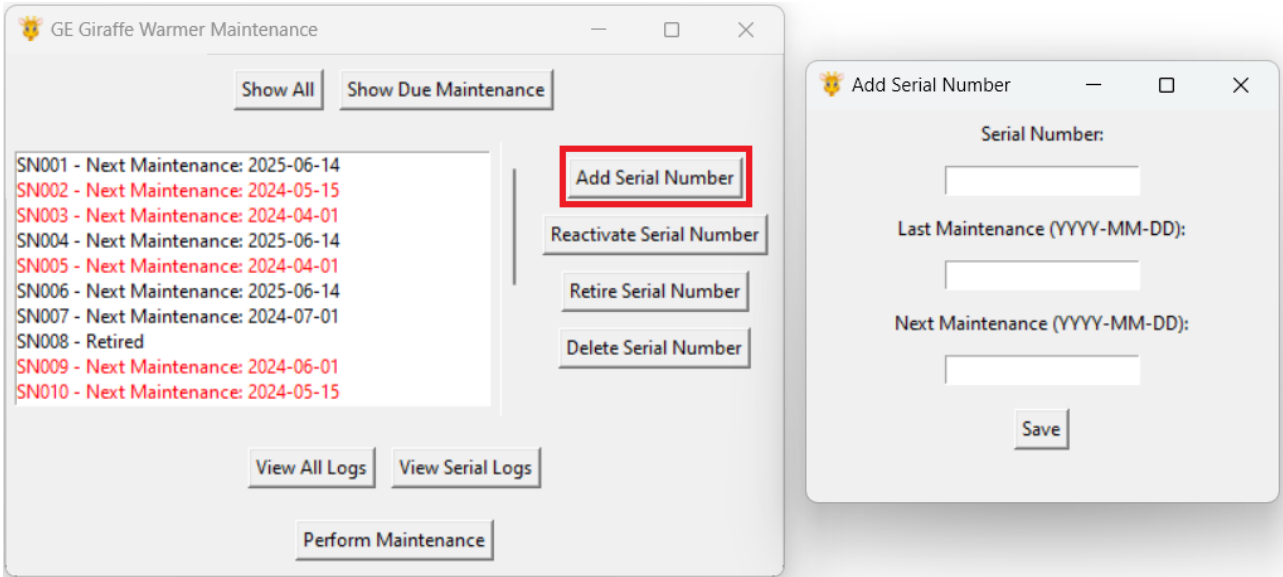 GE Giraffe Warmer Maintenance
Show All
Show Due Maintenance
SN001 - Next Maintenance: 2025-06-14
SN002 - Next Maintenance: 2024-05-15
SN003 - Next Maintenance: 2024-04-01
SN004 - Next Maintenance: 2025-06-14
SN005 - Next Maintenance: 2024-04-01
SN006 - Next Maintenance: 2025-06-14
SN007 - Next Maintenance: 2024-07-01
SN008 - Retired
SN009 - Next Maintenance: 2024-06-01
SN010 - Next Maintenance: 2024-05-15
Add Serial Number
Reactivate Serial Number
Retire Serial Number
Delete Serial Number
View All Logs
View Serial Logs
Perform Maintenance
Add Serial Number
Serial Number:
Last Maintenance (YYYY-MM-DD):
Next Maintenance (YYYY-MM-DD):
Save